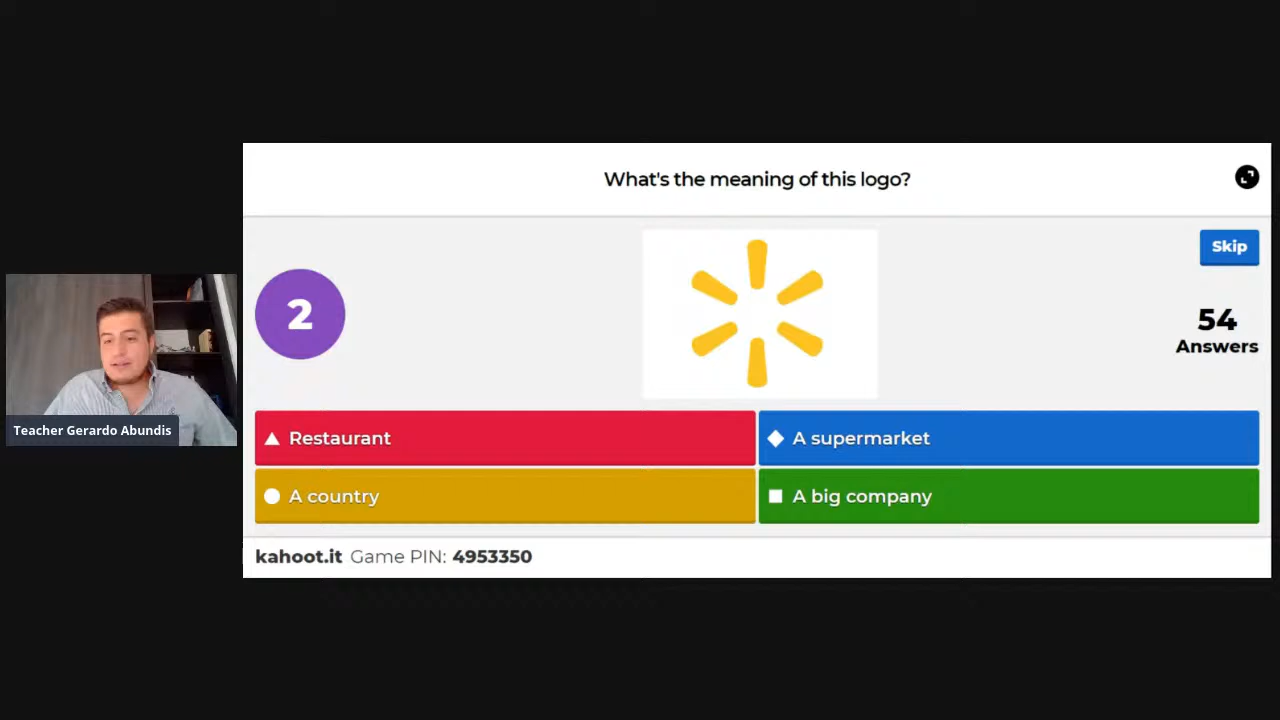 What's the meaning of this logo?
Skip
2
54
Answers
Teacher Gerardo Abundis
Restaurant
A supermarket
A country
A big company
kahoot.it Game PIN: 4953350